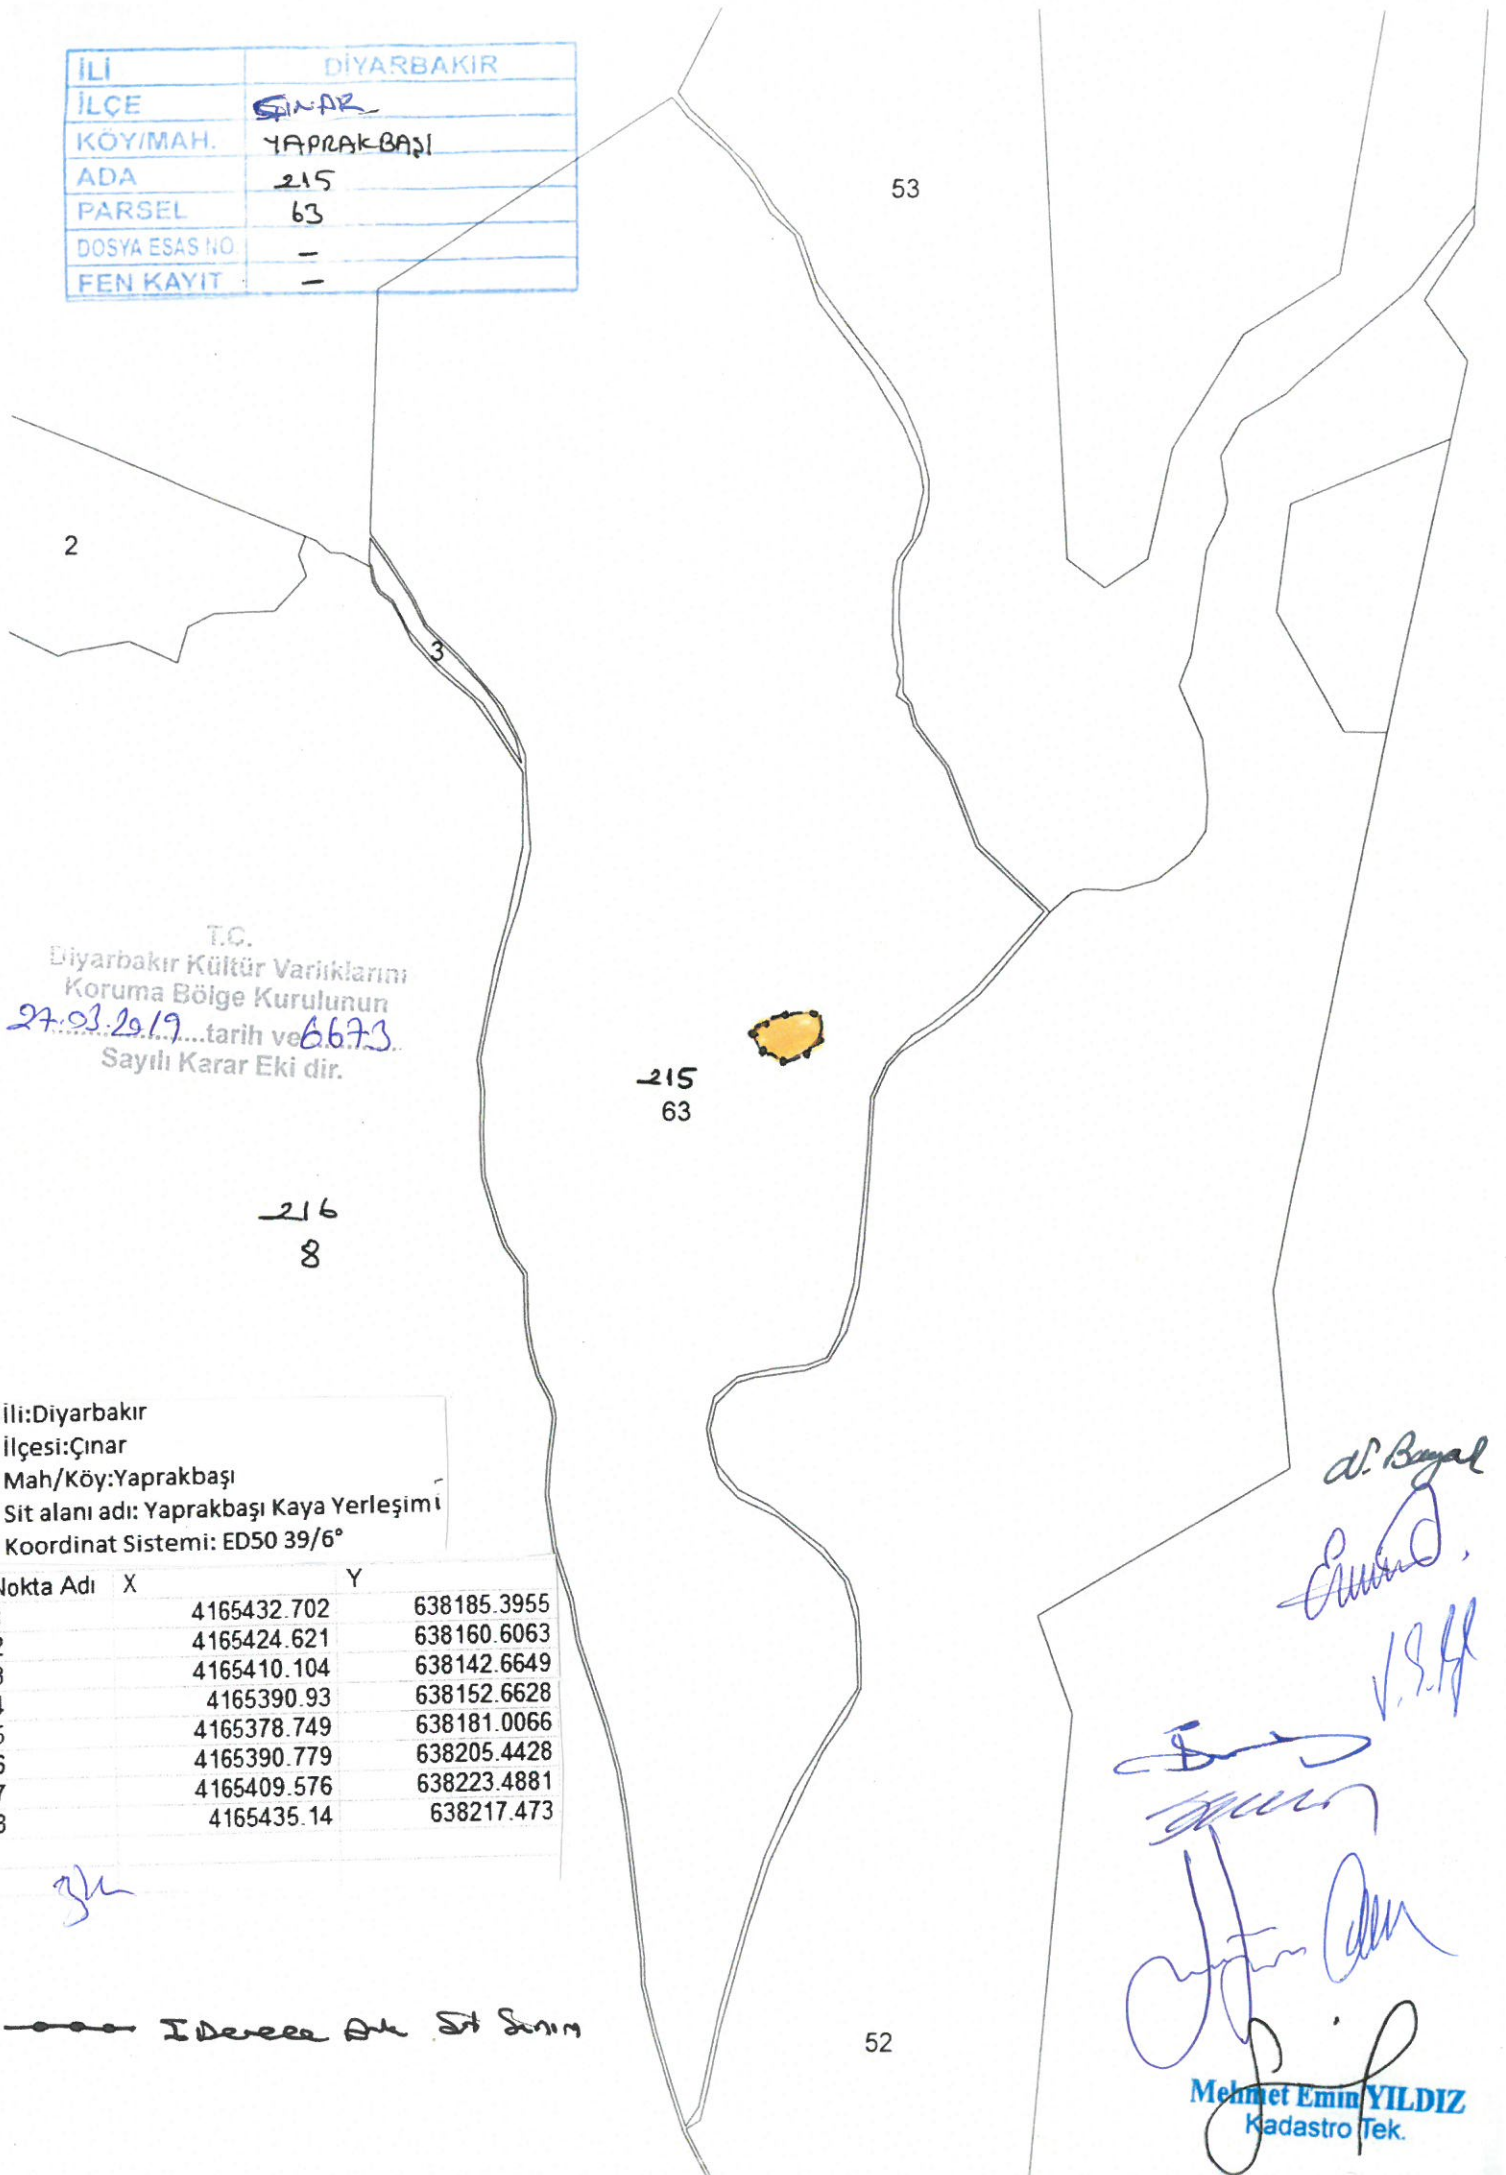 İLİ DİYARBAKIR
İLÇE ÇINAR
KÖY/MAH. YAPRAKBAŞI
ADA 215
PARSEL 63
DOSYA ESAS NO –
FEN KAYIT –
53
2
3
T.C.
Diyarbakır Kültür Varlıklarını
Koruma Bölge Kurulunun
27.03.2019 tarih ve 6673
Sayılı Karar Eki dir.
215
63
216
8
İli:Diyarbakır
İlçesi:Çınar
Mah/Köy:Yaprakbaşı
Sit alanı adı: Yaprakbaşı Kaya Yerleşimi
Koordinat Sistemi: ED50 39/6°
Nokta Adı X Y
4165432.702 638185.3955
4165424.621 638160.6063
4165410.104 638142.6649
4165390.93 638152.6628
4165378.749 638181.0066
4165390.779 638205.4428
4165409.576 638223.4881
4165435.14 638217.473
I Derece Ark Sit Sınırı
52
Mehmet Emin YILDIZ
Kadastro Tek.